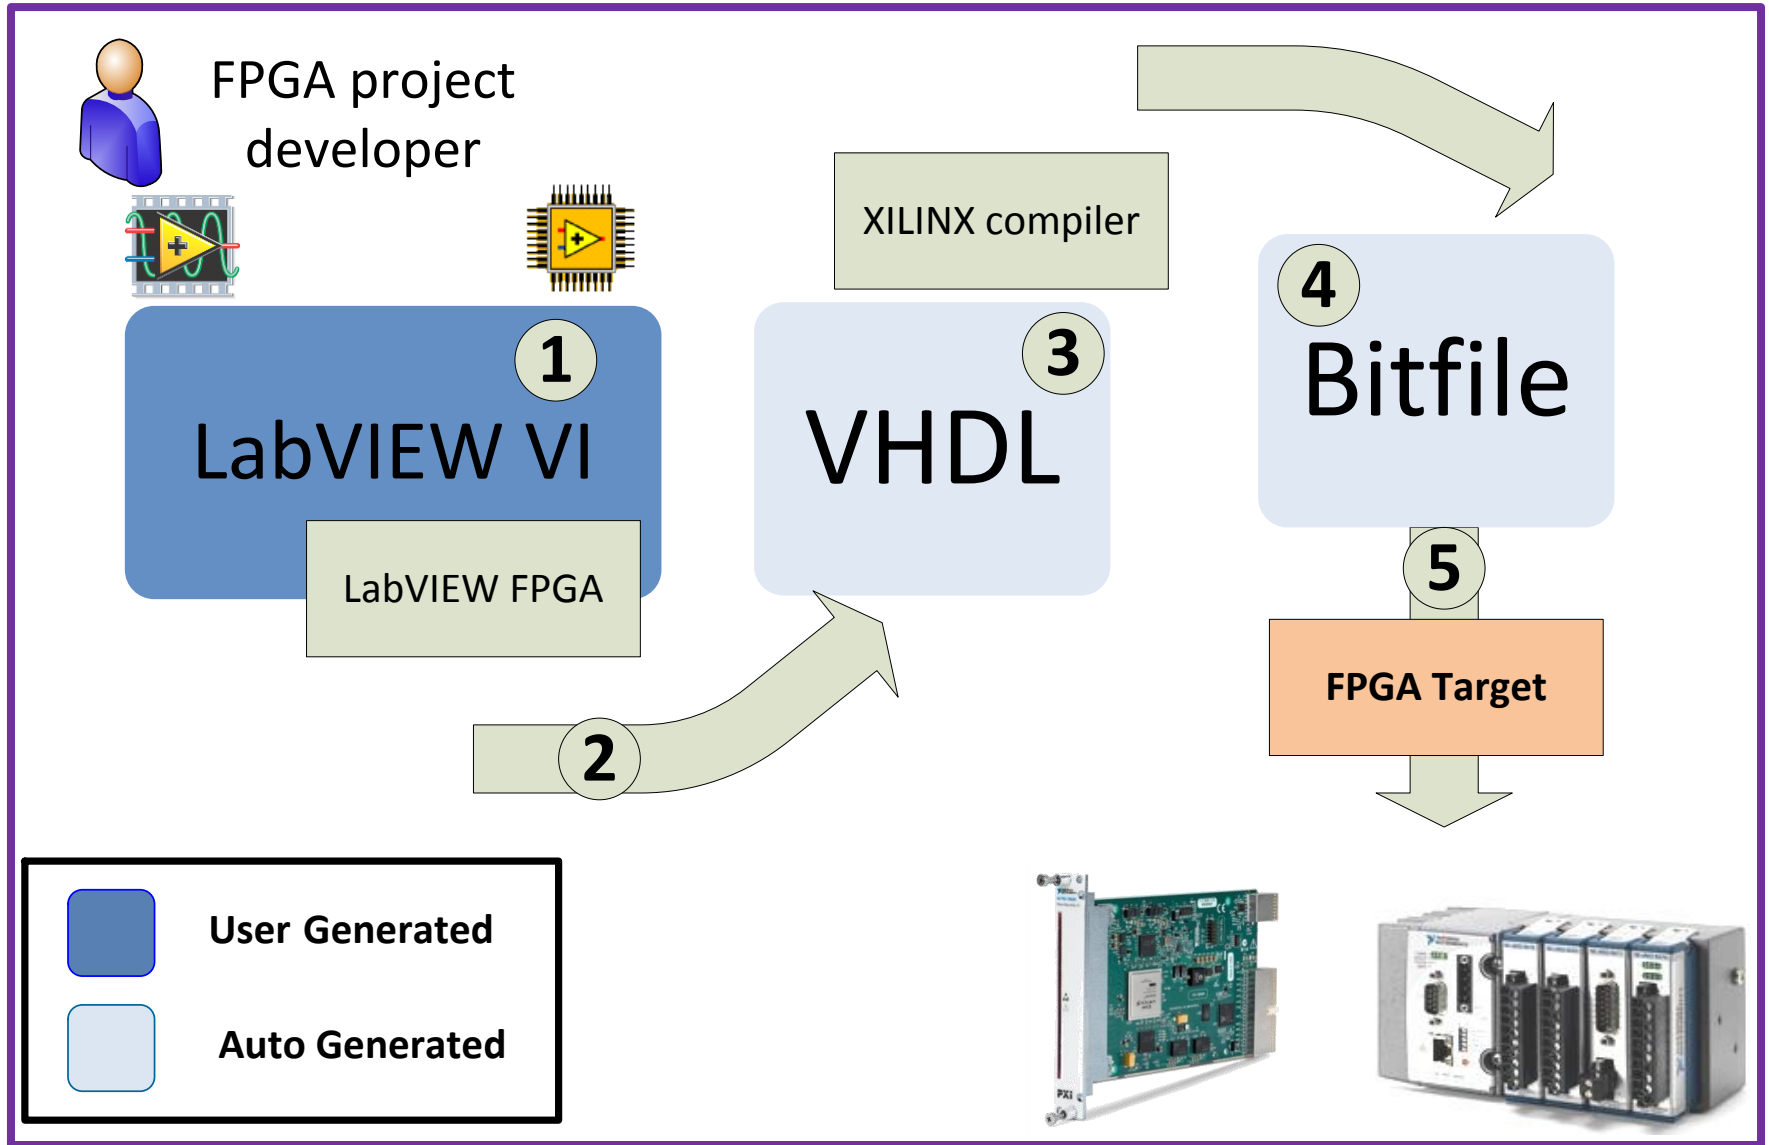 FPGA project
developer
XILINX compiler
1
LabVIEW VI
LabVIEW FPGA
2
3
VHDL
4
Bitfile
5
FPGA Target
User Generated
Auto Generated
PXI